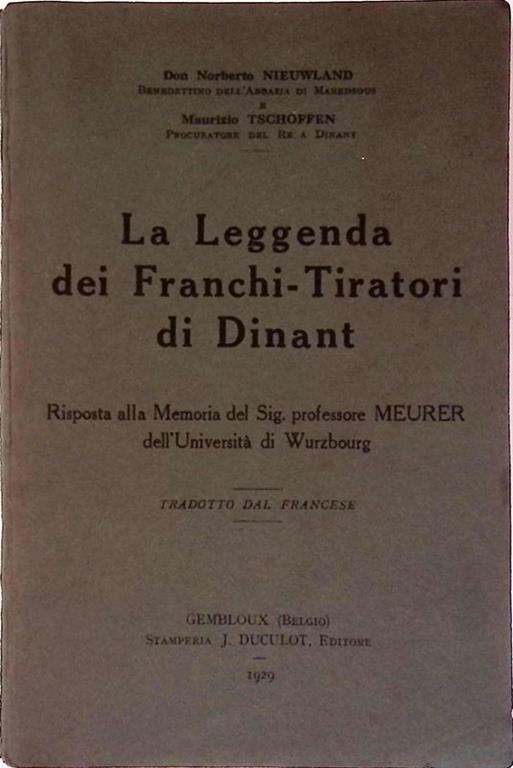 Don Norberto NIEUWLAND
Benedettino dell'Abbazia di Maredsous
e
Maurizio TSCHOFFEN
Procuratore del Re a Dinant
La Leggenda
dei Franchi-Tiratori
di Dinant
Risposta alla Memoria del Sig. professore MEURER
dell'Università di Wurzbourg
TRADOTTO DAL FRANCESE
GEMBLOUX (Belgio)
Stamperia J. DUCULOT, Editore
1929